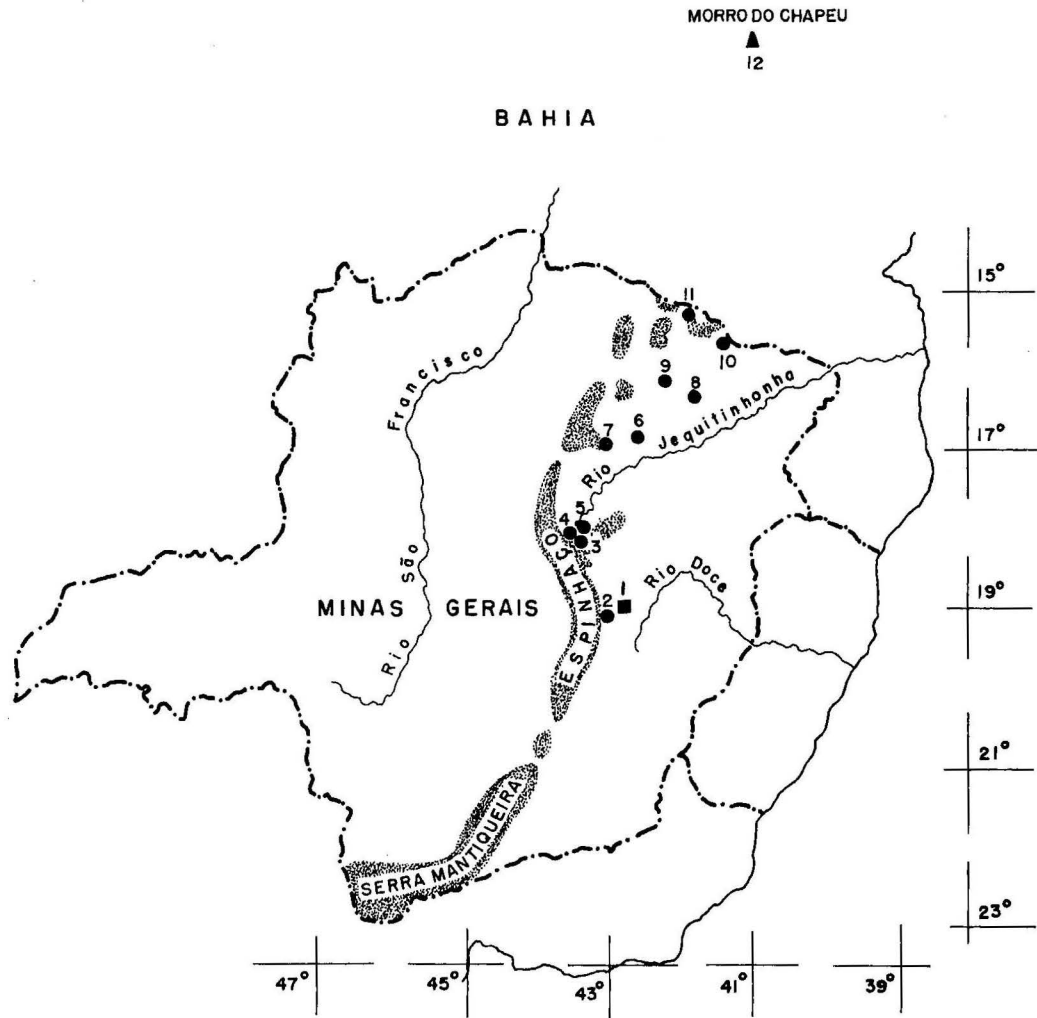 MORRO DO CHAPEU
12
BAHIA
15°
11
10
Francisco
9
8
Jequitinhonha
7
6
17°
Rio
5
4
3
ESPINHAÇO
Rio Doce
1
2
19°
MINAS GERAIS
Rio São
21°
SERRA MANTIQUEIRA
23°
47°
45°
43°
41°
39°